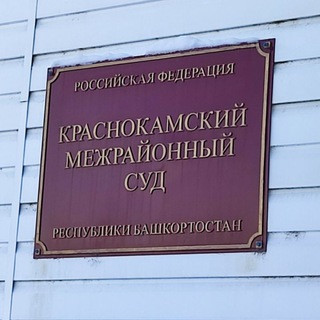 РОССИЙСКАЯ ФЕДЕРАЦИЯ
КРАСНОКАМСКИЙ
МЕЖРАЙОННЫЙ
СУД
РЕСПУБЛИКИ БАШКОРТОСТАН